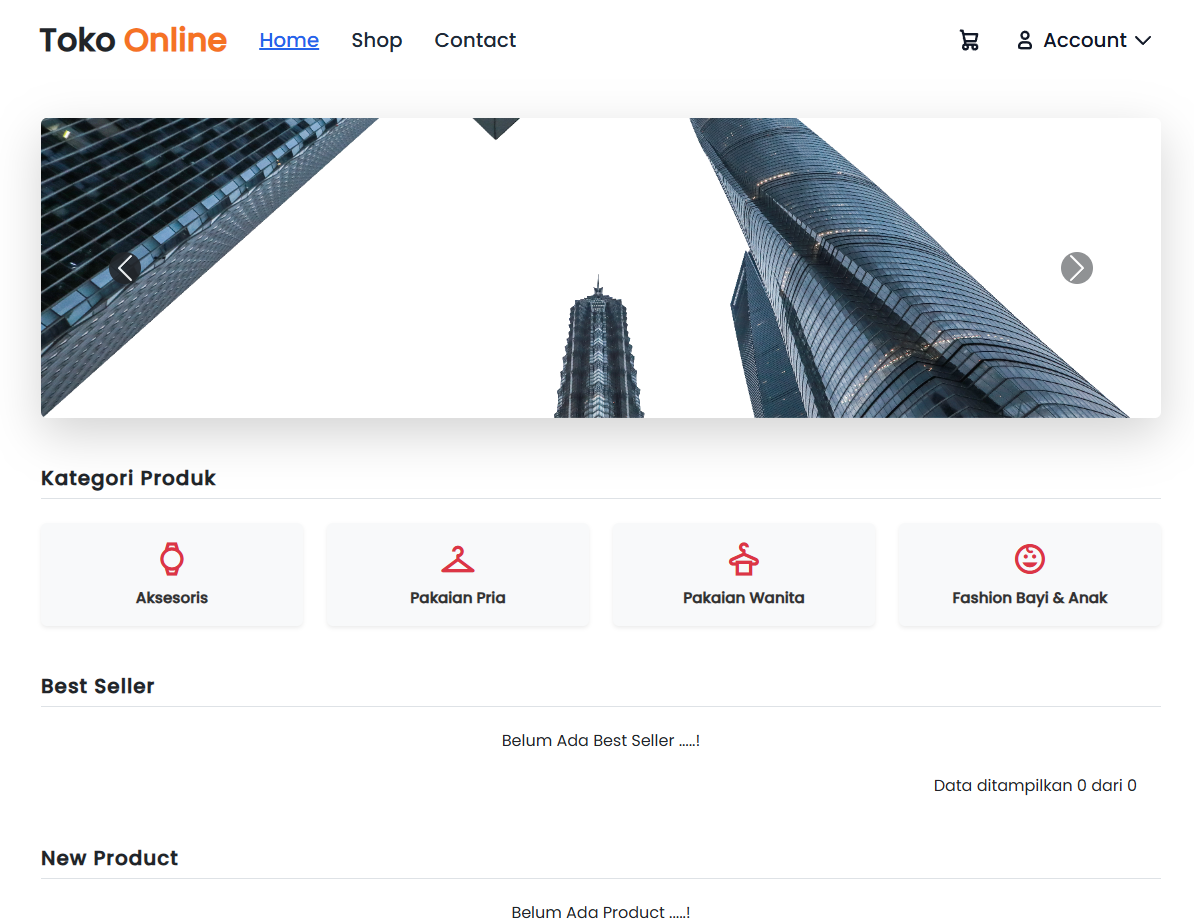 Toko Online Home Shop Contact Account
Kategori Produk
Aksesoris Pakaian Pria Pakaian Wanita Fashion Bayi & Anak
Best Seller
Belum Ada Best Seller .....!
Data ditampilkan 0 dari 0
New Product
Belum Ada Product .....!